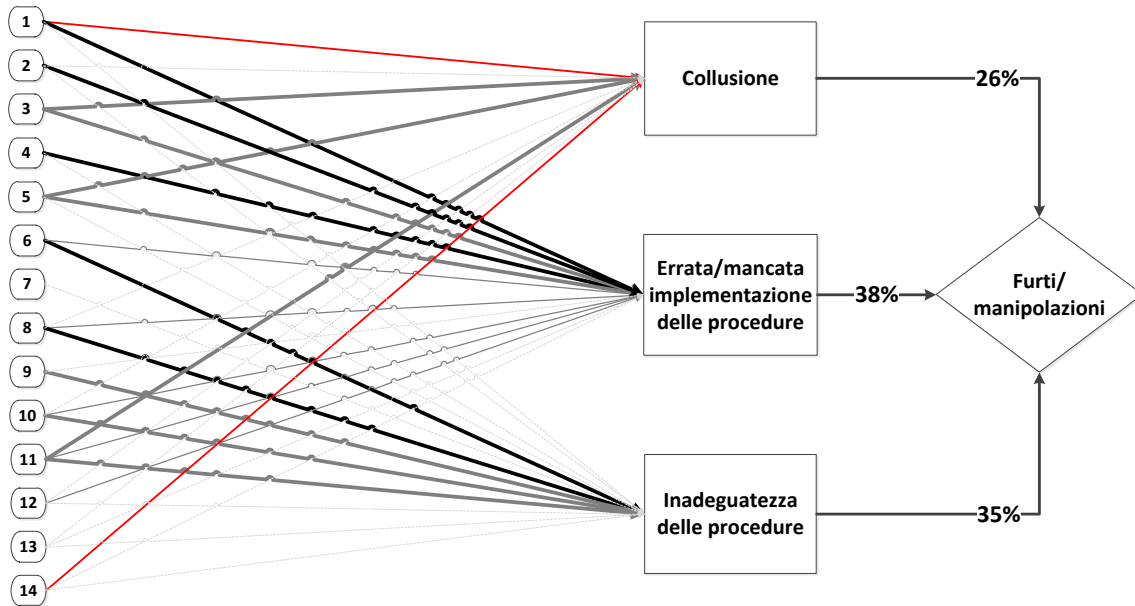 1
2
3
4
5
6
7
8
9
10
11
12
13
14
Collusione
26%
Errata/mancata
implementazione
delle procedure
38%
Furti/
manipolazioni
Inadeguatezza
delle procedure
35%